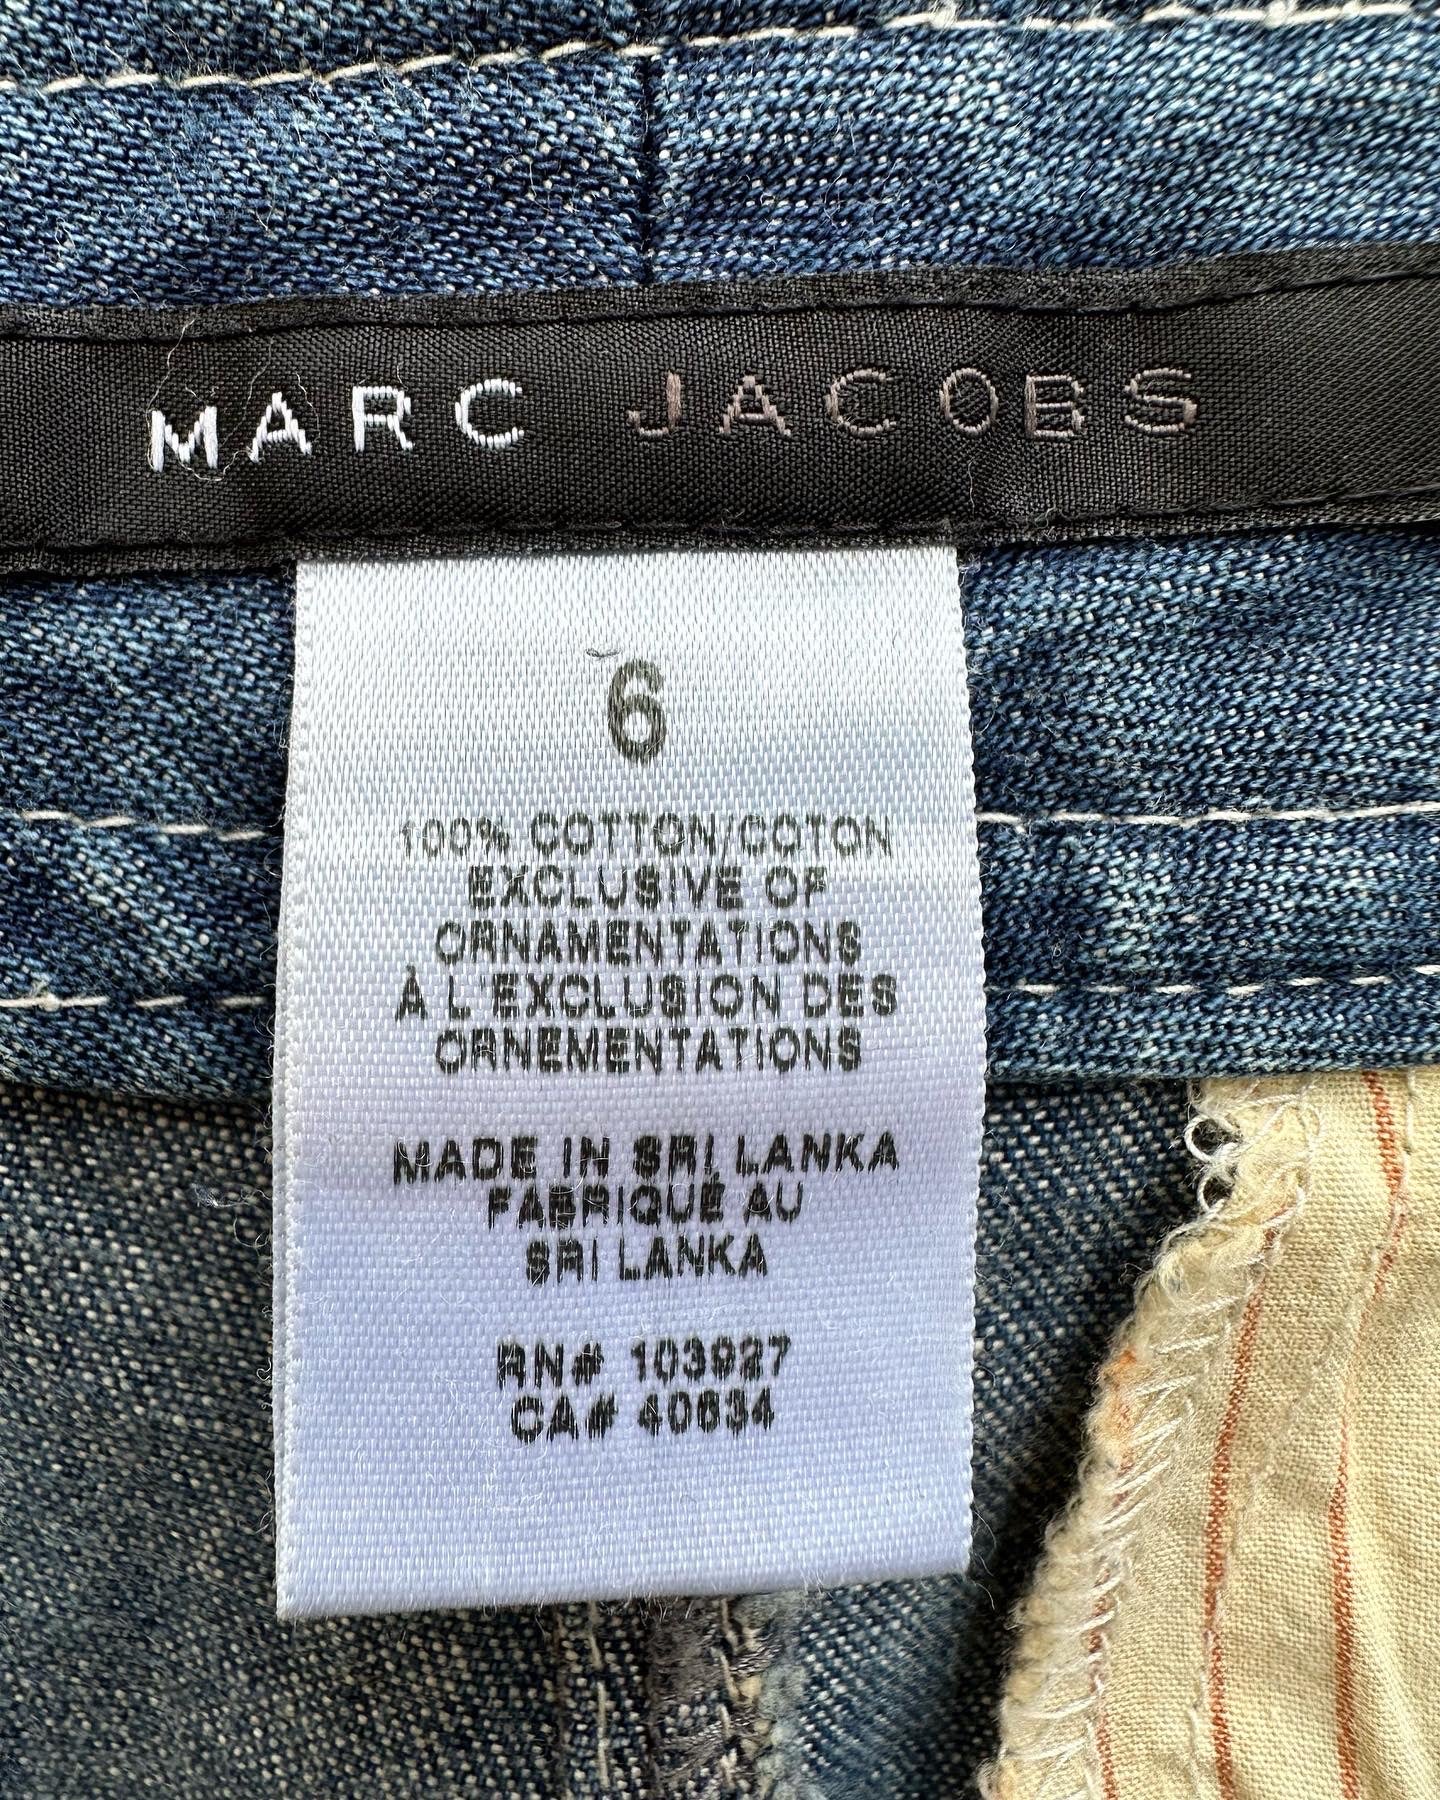 MARC JACOBS
6
100% COTTON/COTON
EXCLUSIVE OF
ORNAMENTATIONS
À L'EXCLUSION DES
ORNEMENTATIONS
MADE IN SRI LANKA
FABRIQUÉ AU
SRI LANKA
RN# 103927
CA# 40634